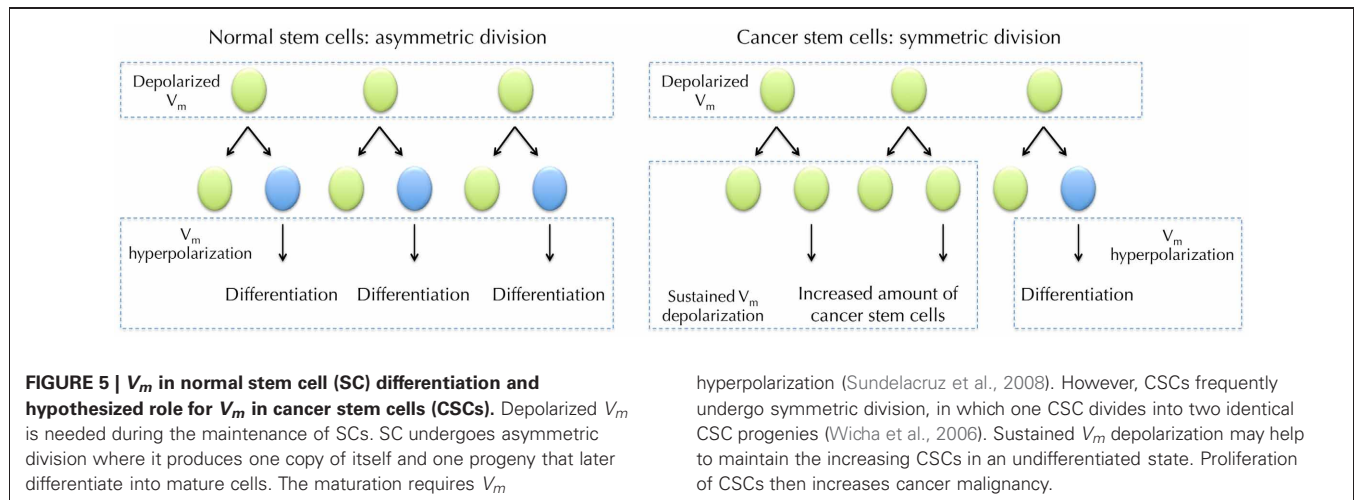 Normal stem cells: asymmetric division
Depolarized
Vm
Vm
hyperpolarization
Differentiation Differentiation Differentiation
Cancer stem cells: symmetric division
Depolarized
Vm
Sustained Vm
depolarization
Increased amount of
cancer stem cells
Vm
hyperpolarization
Differentiation
FIGURE 5 | Vm in normal stem cell (SC) differentiation and
hypothesized role for Vm in cancer stem cells (CSCs). Depolarized Vm
is needed during the maintenance of SCs. SC undergoes asymmetric
division where it produces one copy of itself and one progeny that later
differentiate into mature cells. The maturation requires Vm
hyperpolarization (Sundelacruz et al., 2008). However, CSCs frequently
undergo symmetric division, in which one CSC divides into two identical
CSC progenies (Wicha et al., 2006). Sustained Vm depolarization may help
to maintain the increasing CSCs in an undifferentiated state. Proliferation
of CSCs then increases cancer malignancy.